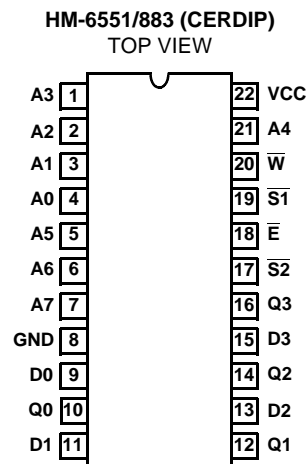 HM-6551/883 (CERDIP)
TOP VIEW
A3 1 22 VCC
A2 2 21 A4
A1 3 20 W̅
A0 4 19 S̅1̅
A5 5 18 E̅
A6 6 17 S̅2̅
A7 7 16 Q3
GND 8 15 D3
D0 9 14 Q2
Q0 10 13 D2
D1 11 12 Q1